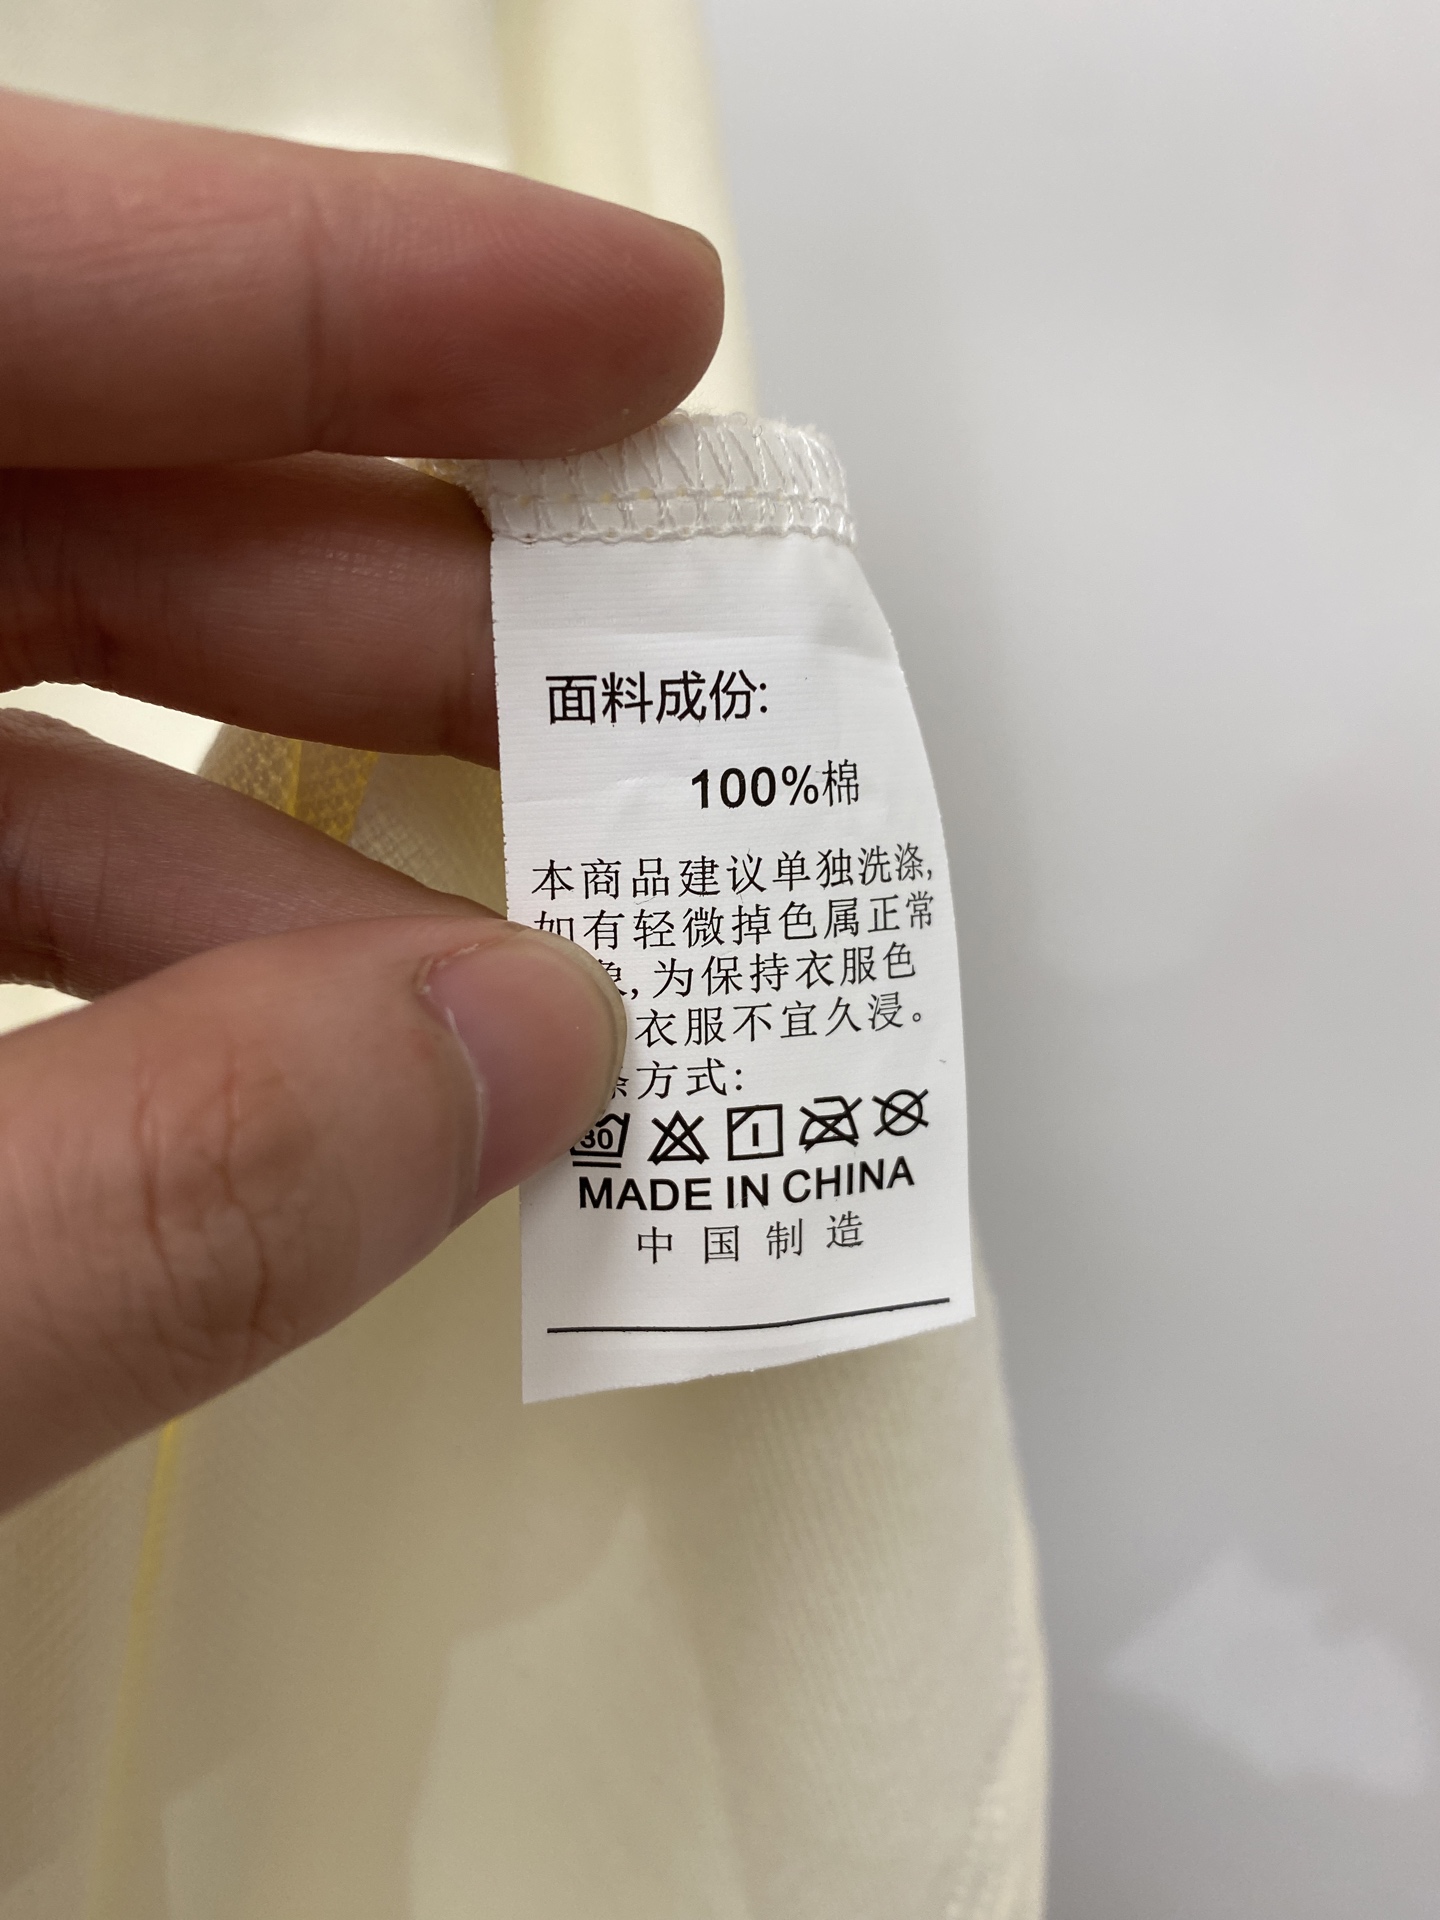 面料成份:
100%棉
本商品建议单独洗涤,
如有轻微掉色属正常
象,为保持衣服色
衣服不宜久浸。
方式:
30
MADE IN CHINA
中国制造